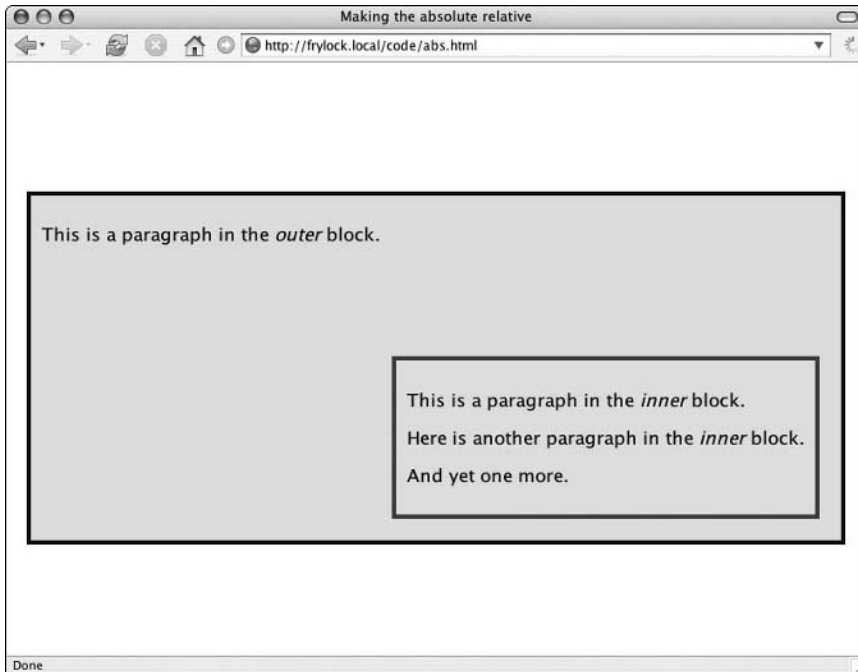 Making the absolute relative
http://frylock.local/code/abs.html
This is a paragraph in the outer block.
This is a paragraph in the inner block.
Here is another paragraph in the inner block.
And yet one more.
Done